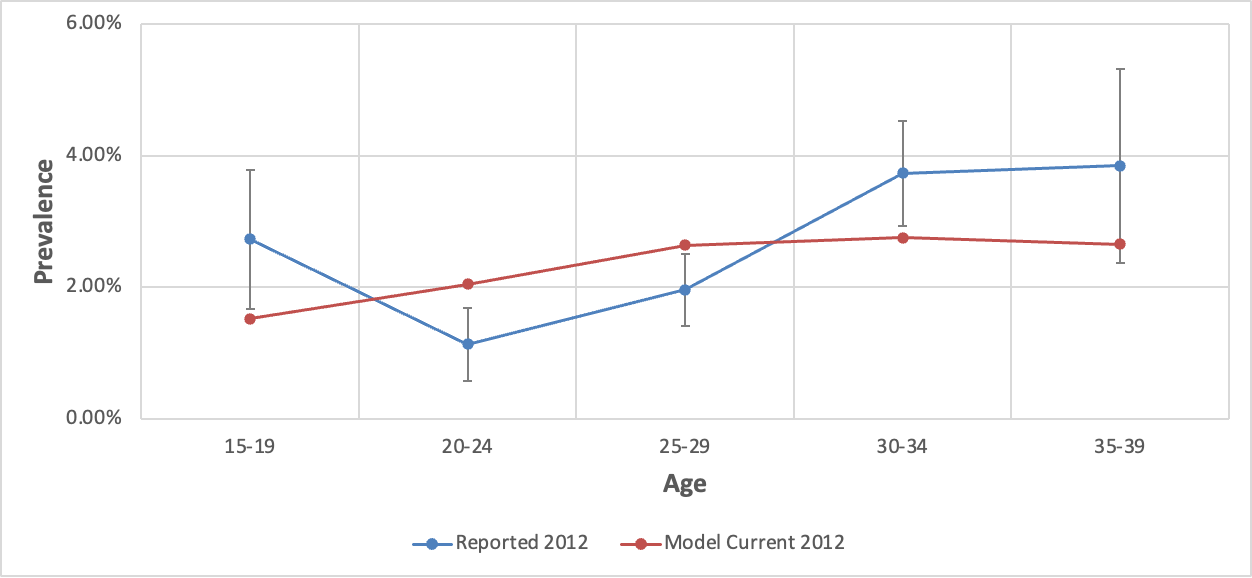 6.00%
4.00%
2.00%
0.00%
Prevalence
15-19 20-24 25-29 30-34 35-39
Age
Reported 2012 Model Current 2012